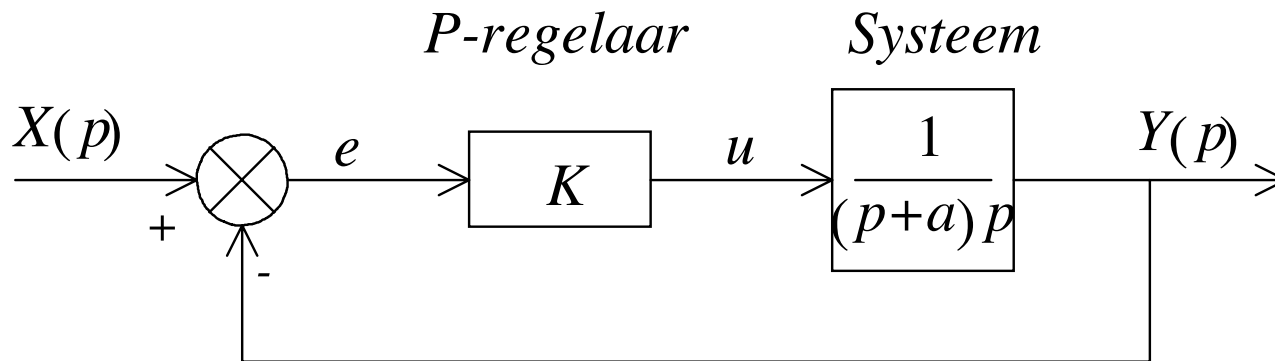 P-regelaar Systeem
X(p) e K u 1 Y(p)
(p+a) p
+
-